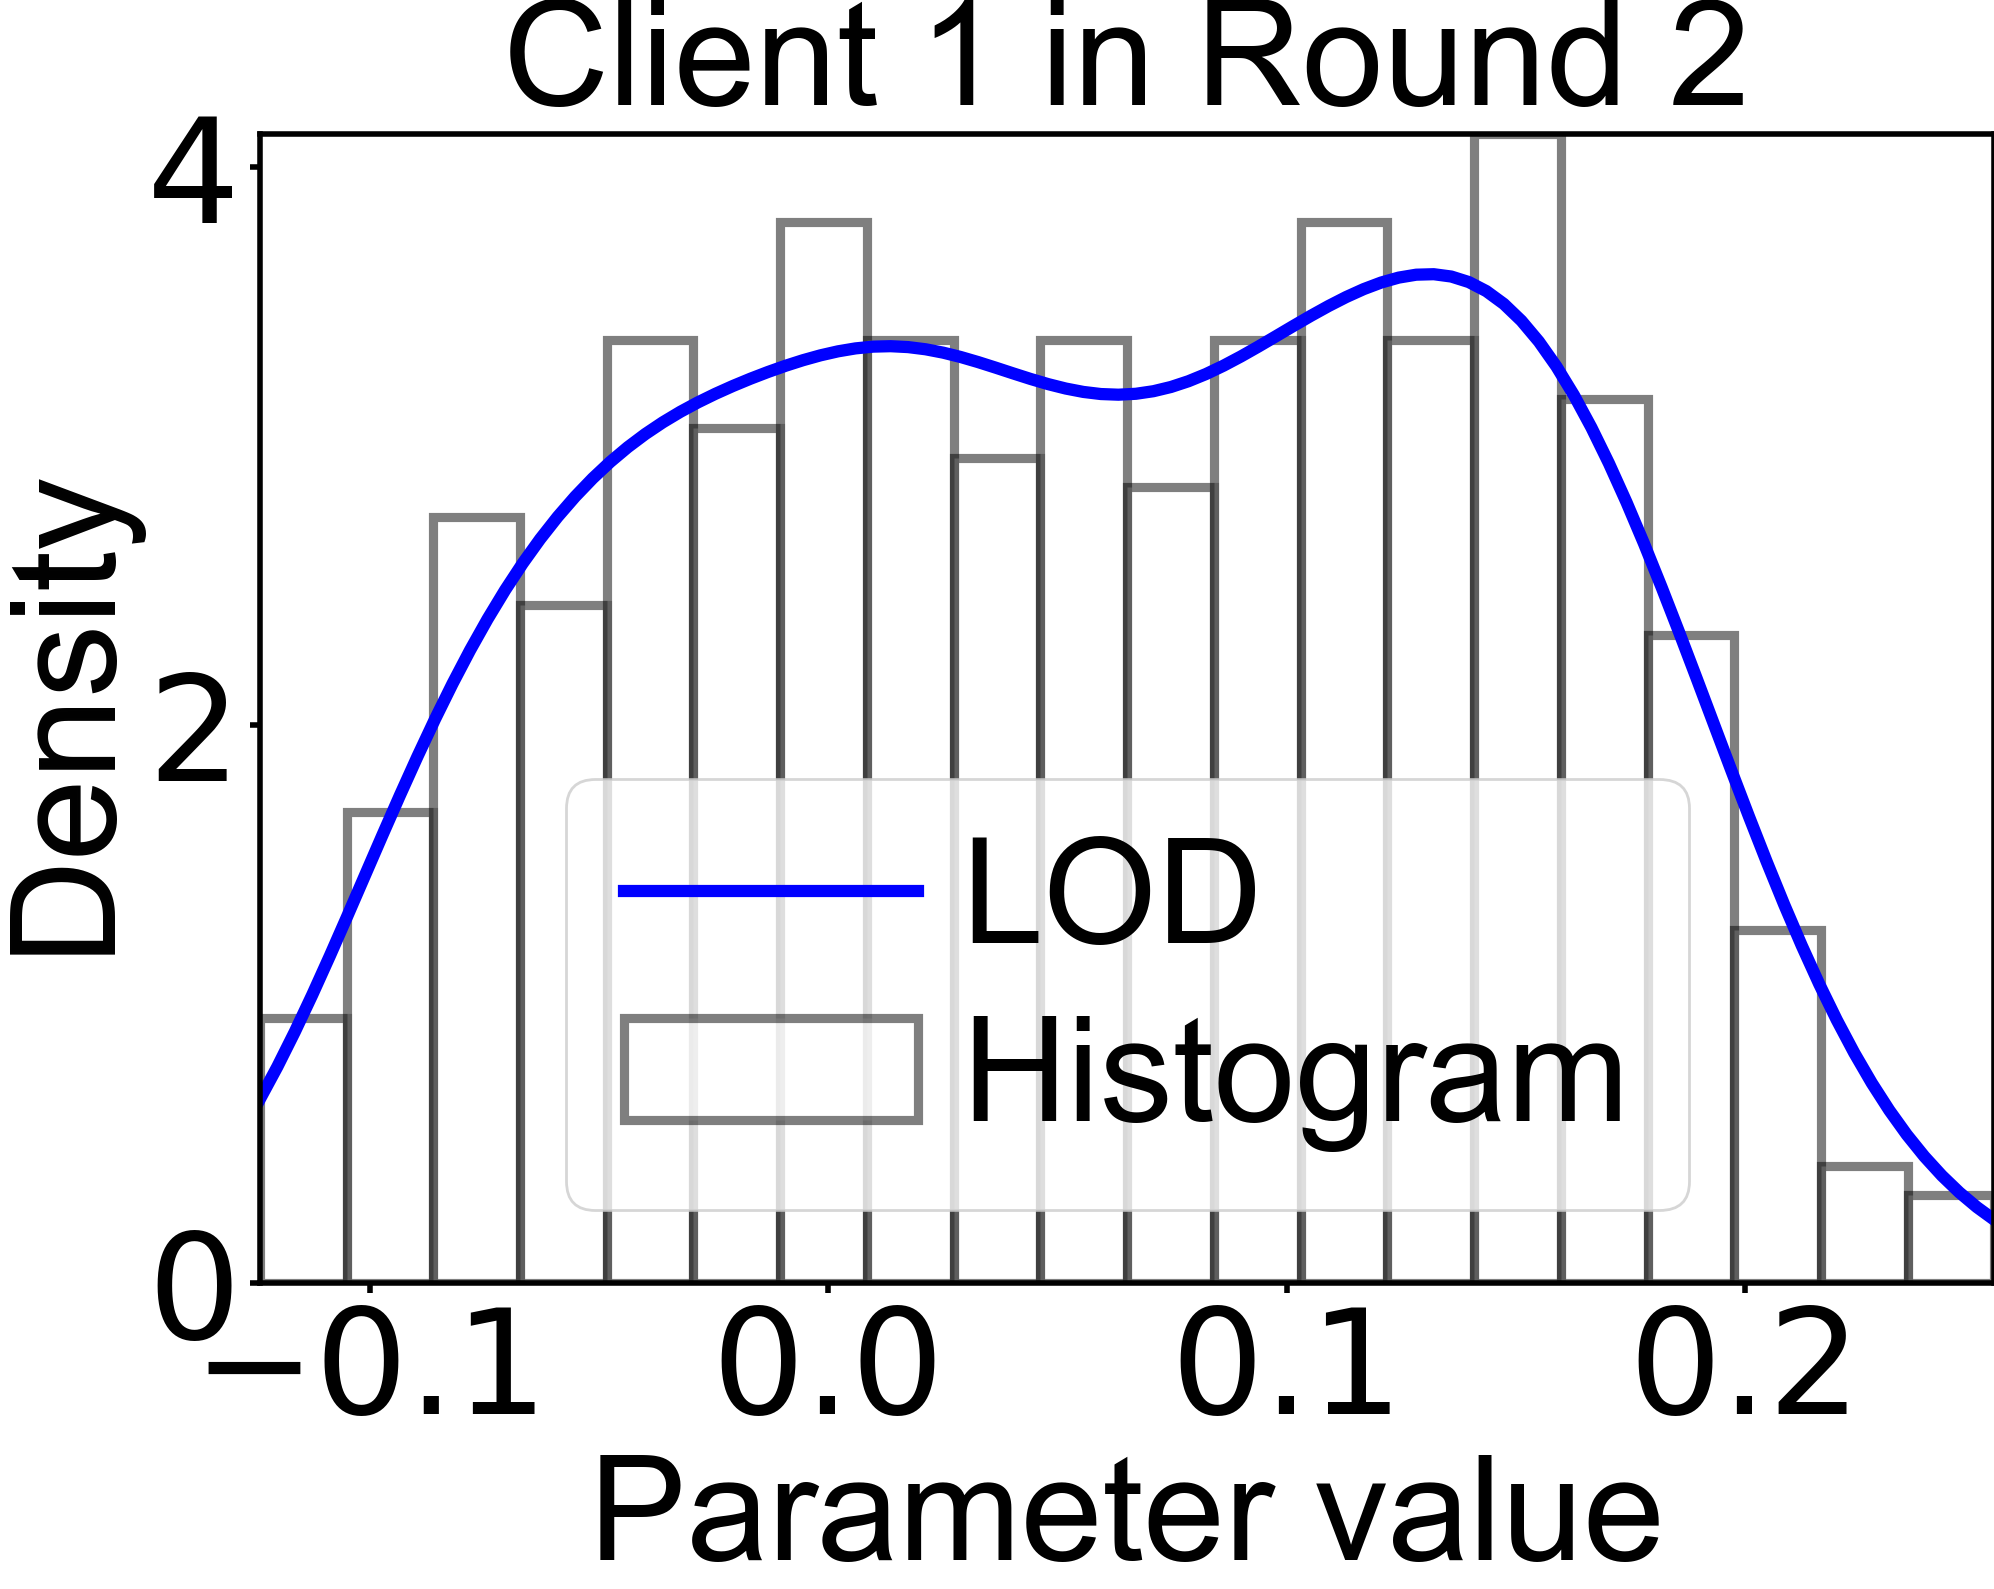 Client 1 in Round 2
4
2
0
Density
LOD
Histogram
−0.1 0.0 0.1 0.2
Parameter value